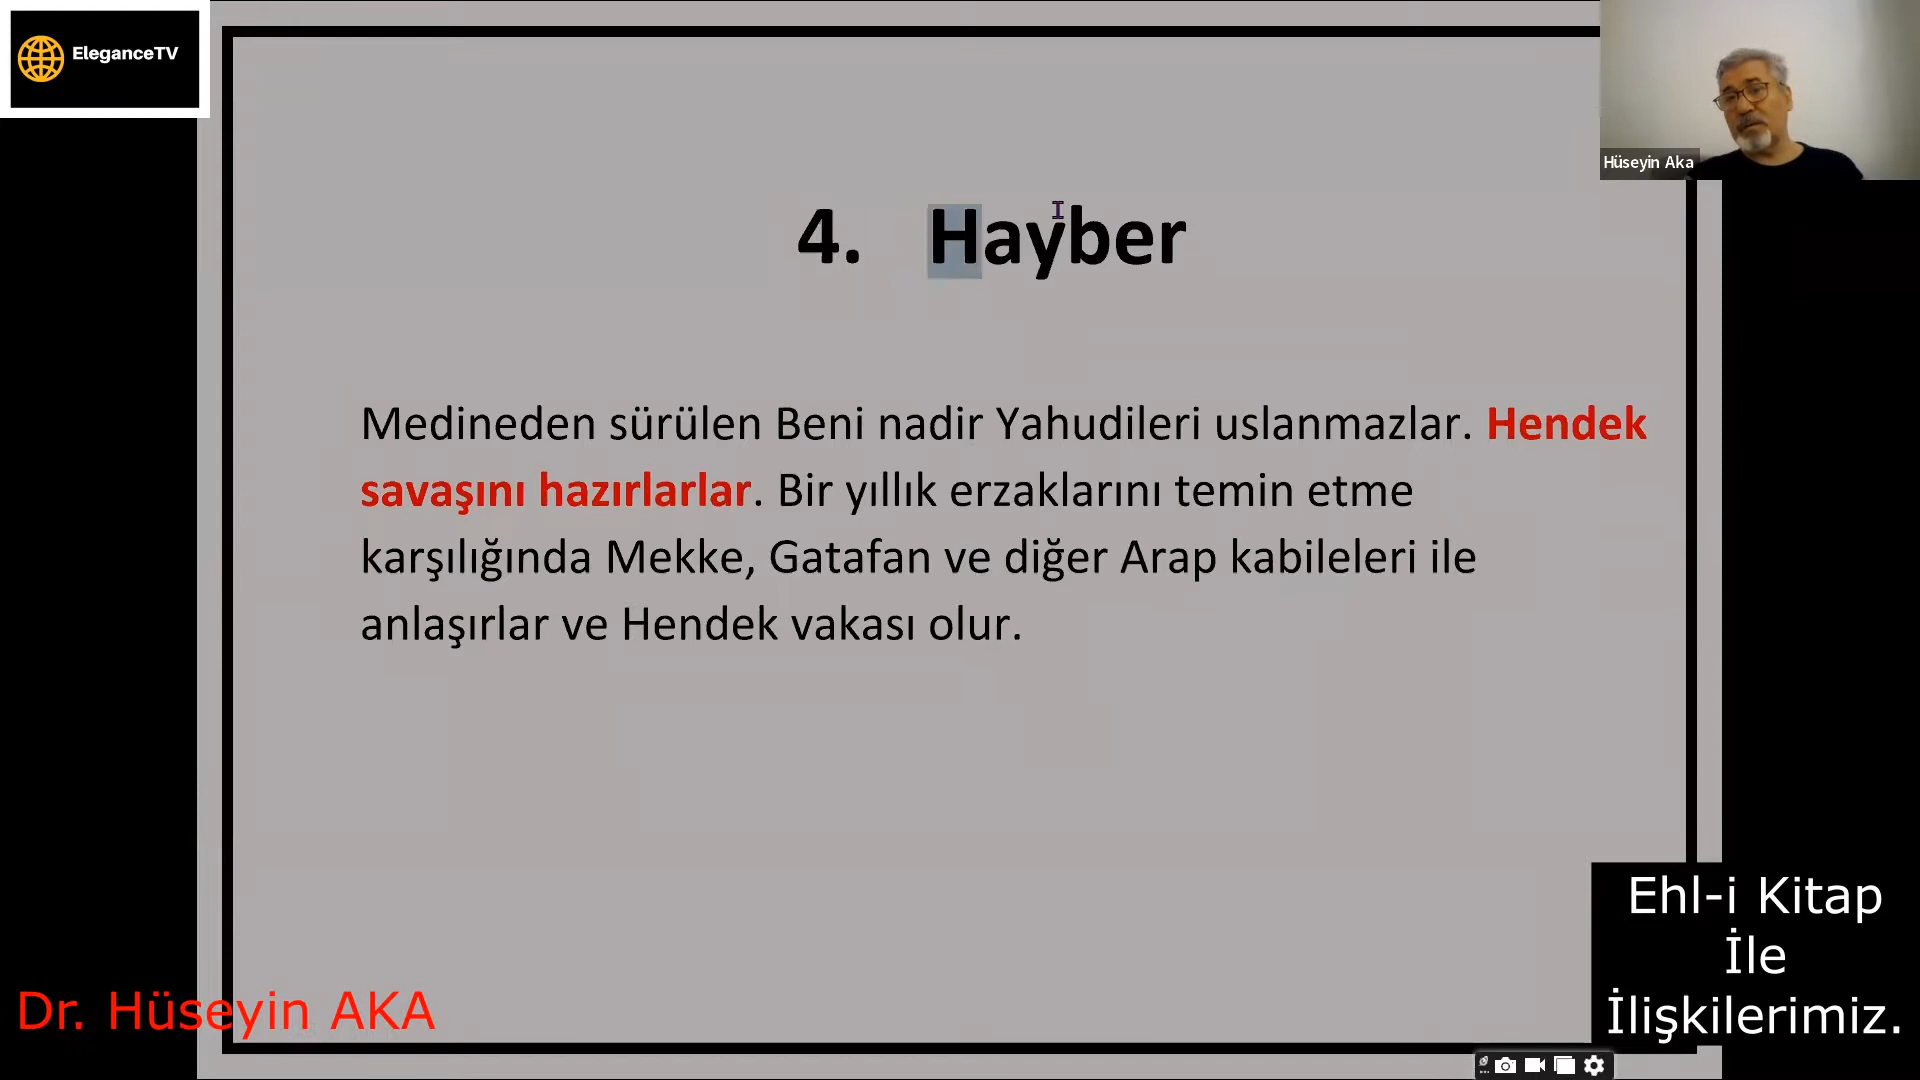 EleganceTV
Hüseyin Aka
4. Hayber
Medineden sürülen Beni nadir Yahudileri uslanmazlar. Hendek
savaşını hazırlarlar. Bir yıllık erzaklarını temin etme
karşılığında Mekke, Gatafan ve diğer Arap kabileleri ile
anlaşırlar ve Hendek vakası olur.
Ehl-i Kitap
İle
İlişkilerimiz.
Dr. Hüseyin AKA